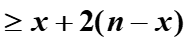 ≥ x + 2(n − x)